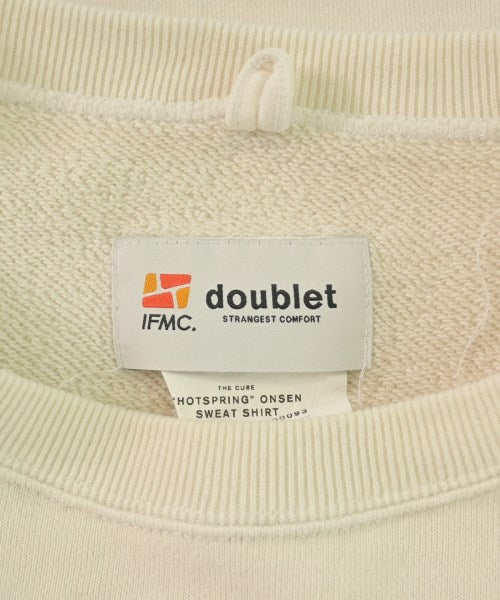 doublet
STRANGEST COMFORT
IFMC.
THE CURE
"HOTSPRING" ONSEN
SWEAT SHIRT